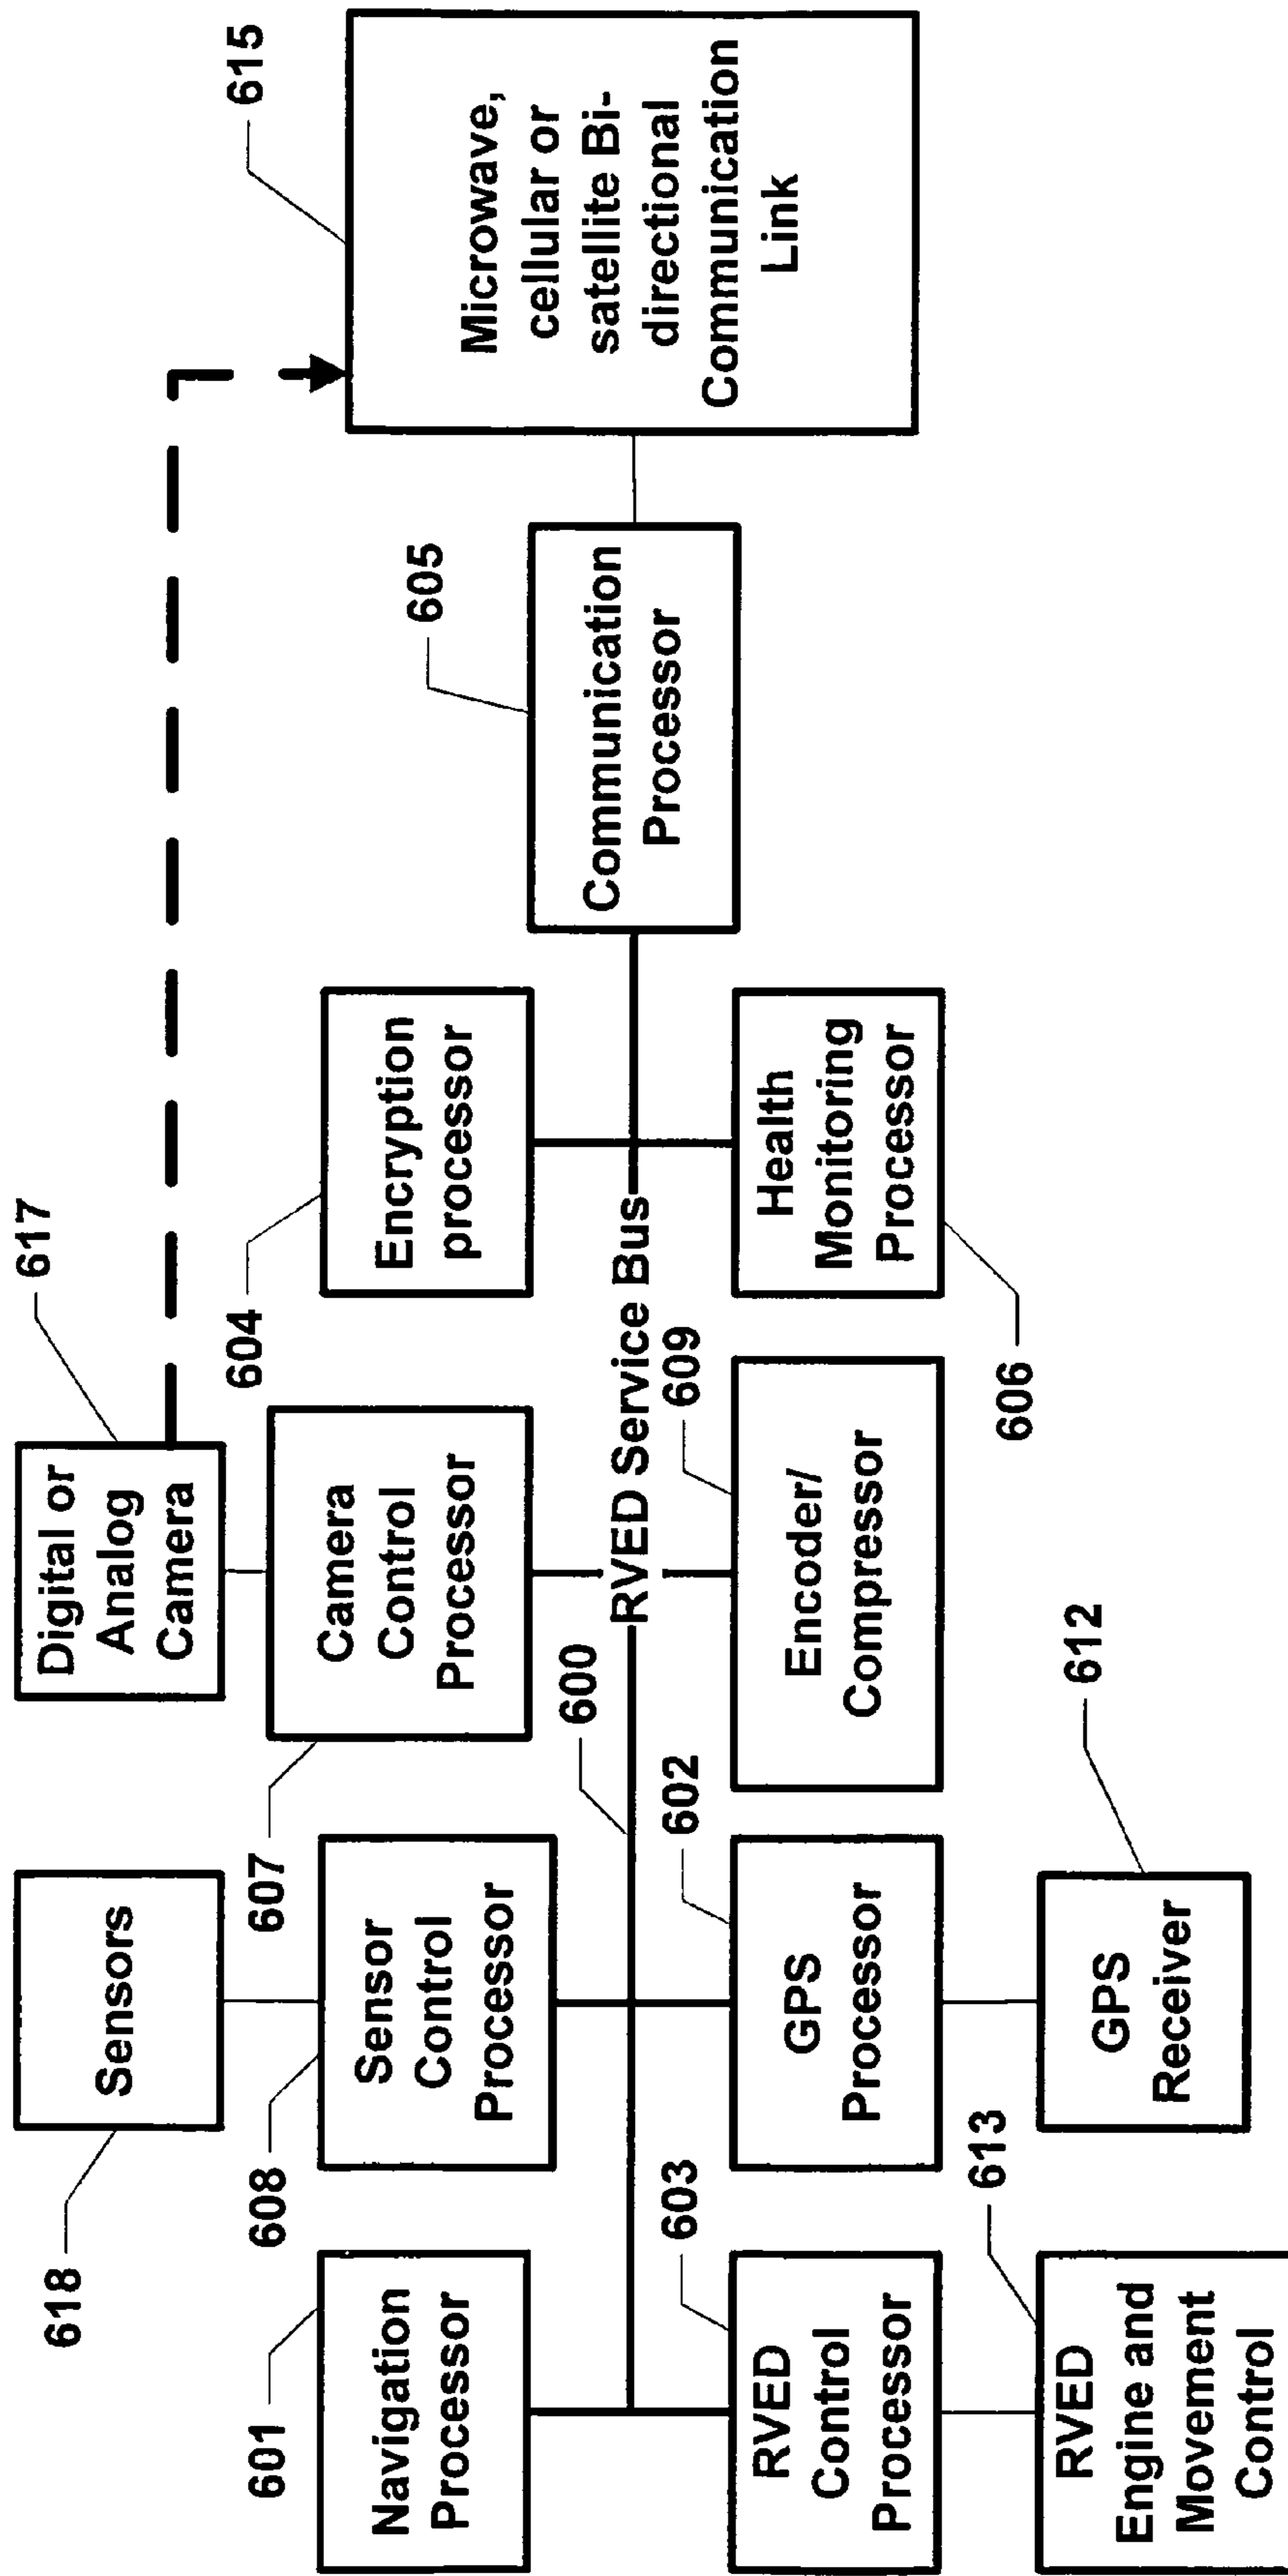 618
Sensors
617
Digital or
Analog
Camera
615
Microwave,
cellular or
satellite Bi-
directional
Communication
Link
601
Navigation
Processor
608
Sensor
Control
Processor
607
Camera
Control
Processor
604
Encryption
processor
605
Communication
Processor
600
RVED Service Bus
603
RVED
Control
Processor
602
GPS
Processor
609
Encoder/
Compressor
606
Health
Monitoring
Processor
613
RVED
Engine and
Movement
Control
612
GPS
Receiver